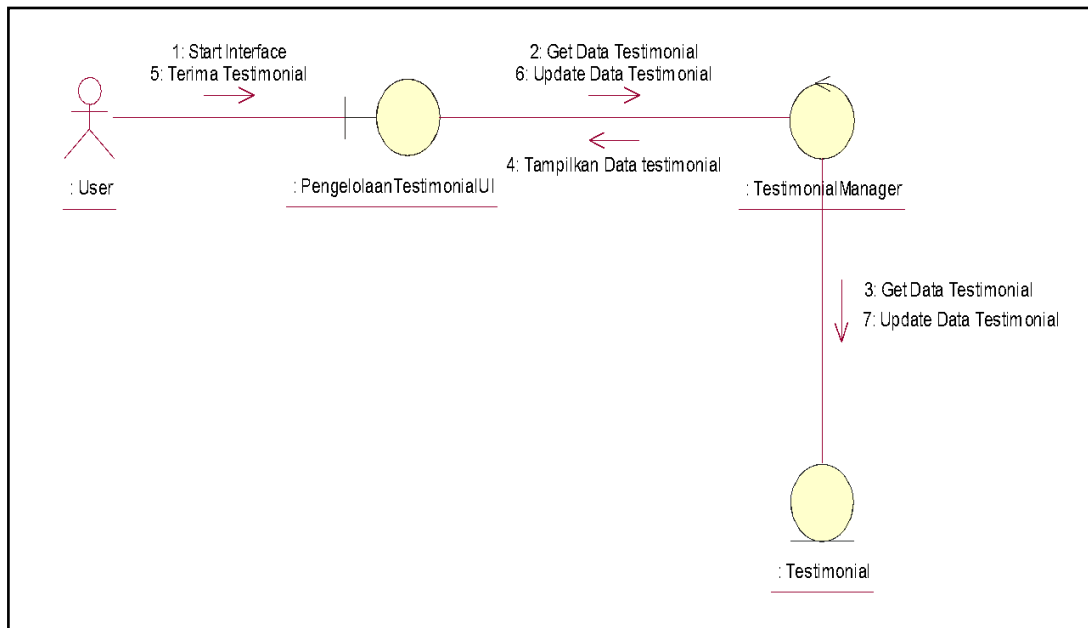 1: Start Interface
5: Terima Testimonial
2: Get Data Testimonial
6: Update Data Testimonial
4: Tampilkan Data testimonial
: User
: PengelolaanTestimonialUI
: TestimonialManager
3: Get Data Testimonial
7: Update Data Testimonial
: Testimonial